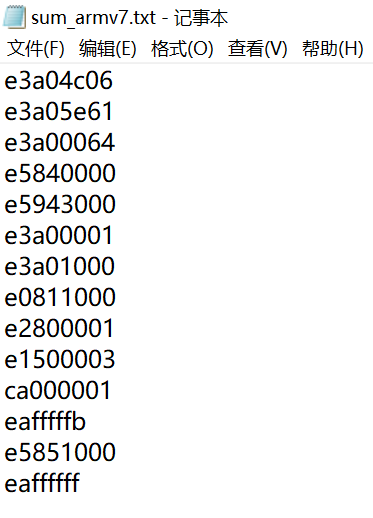 sum_armv7.txt - 记事本
文件(F) 编辑(E) 格式(O) 查看(V) 帮助(H)
e3a04c06
e3a05e61
e3a00064
e5840000
e5943000
e3a00001
e3a01000
e0811000
e2800001
e1500003
ca000001
eafffffb
e5851000
eaffffff